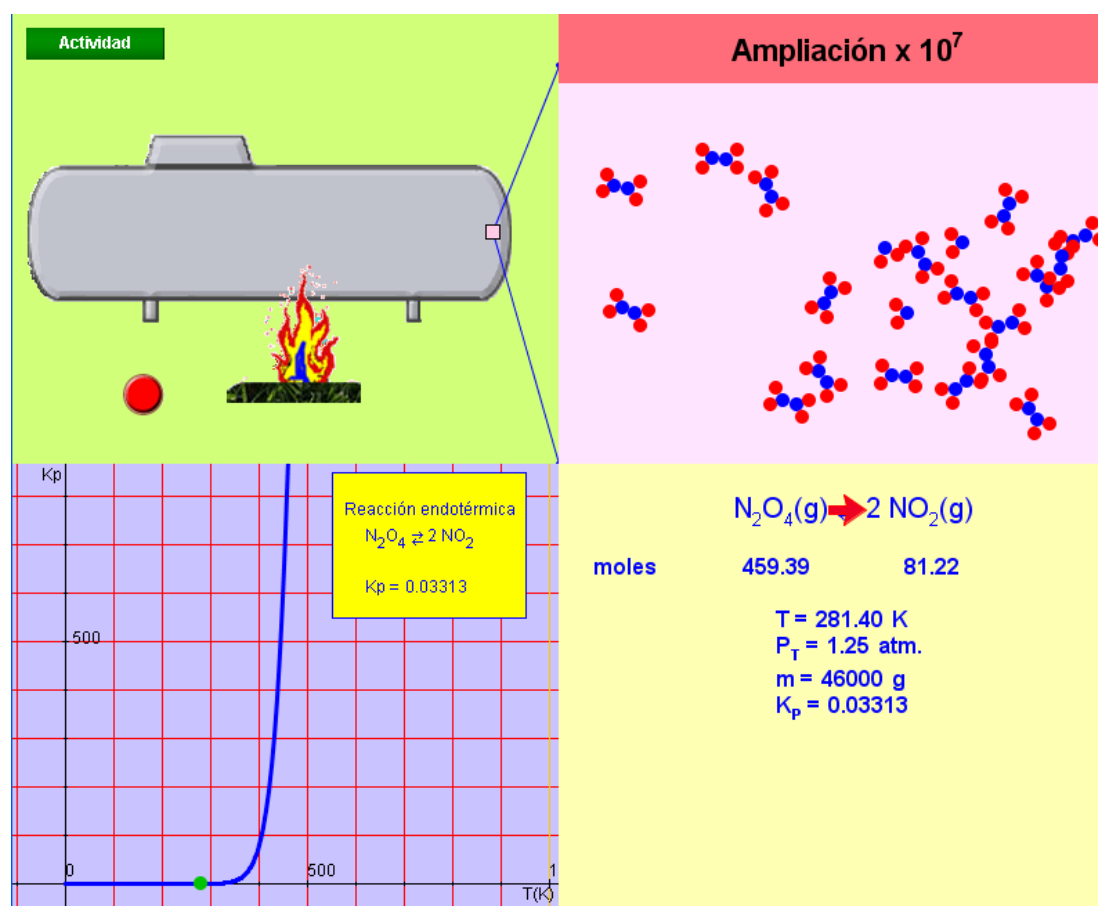 Actividad
Ampliación x 10⁷
Kp
500
0
500
1
T(K)
Reacción endotérmica
N₂O₄ ⇄ 2 NO₂
Kp = 0.03313
N₂O₄(g) → 2 NO₂(g)
moles 459.39 81.22
T = 281.40 K
P_T = 1.25 atm.
m = 46000 g
K_P = 0.03313